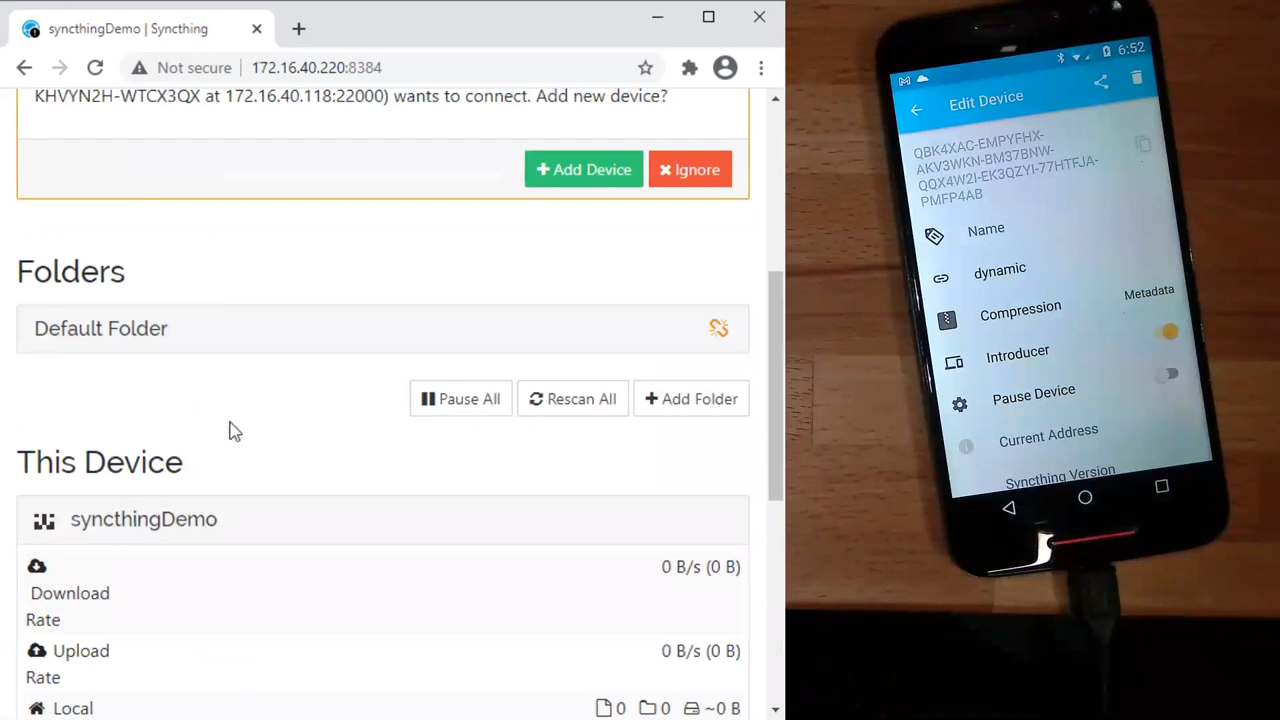 syncthingDemo | Syncthing
Not secure
172.16.40.220:8384
KHVYN2H-WTCX3QX at 172.16.40.118:22000) wants to connect. Add new device?
Add Device
Ignore
Folders
Default Folder
Pause All
Rescan All
Add Folder
This Device
syncthingDemo
0 B/s (0 B)
Download
Rate
Upload
0 B/s (0 B)
Rate
Local
0
0
~0 B
6:52
Edit Device
QBK4XAC-EMPYFHX-
AKV3WKN-BM37BNW-
QQX4W2I-EK3QZYI-77HTFJA-
PMFP4AB
Name
dynamic
Compression
Metadata
Introducer
Pause Device
Current Address
Syncthing Version